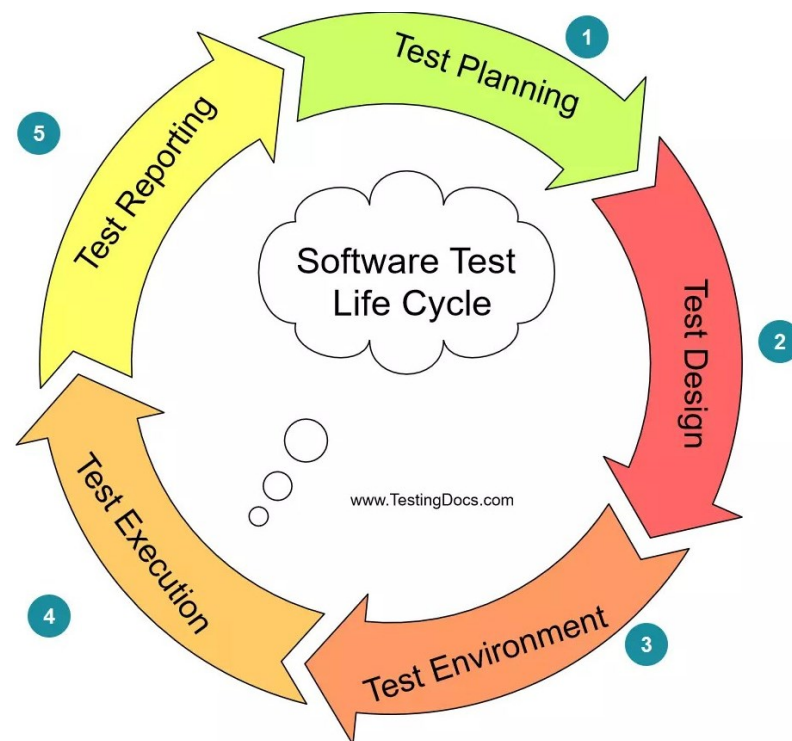 1
Test Planning
2
Test Design
3
Test Environment
4
Test Execution
5
Test Reporting
Software Test
Life Cycle
www.TestingDocs.com